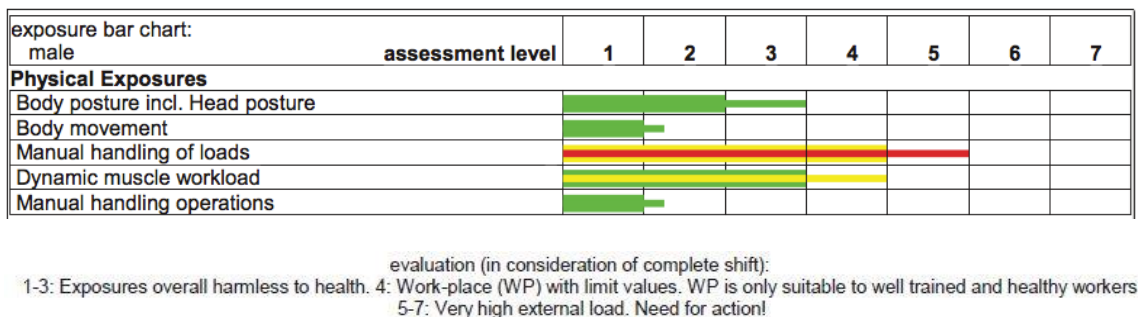 exposure bar chart:
male assessment level 1 2 3 4 5 6 7
Physical Exposures
Body posture incl. Head posture
Body movement
Manual handling of loads
Dynamic muscle workload
Manual handling operations
evaluation (in consideration of complete shift):
1-3: Exposures overall harmless to health. 4: Work-place (WP) with limit values. WP is only suitable to well trained and healthy workers
5-7: Very high external load. Need for action!